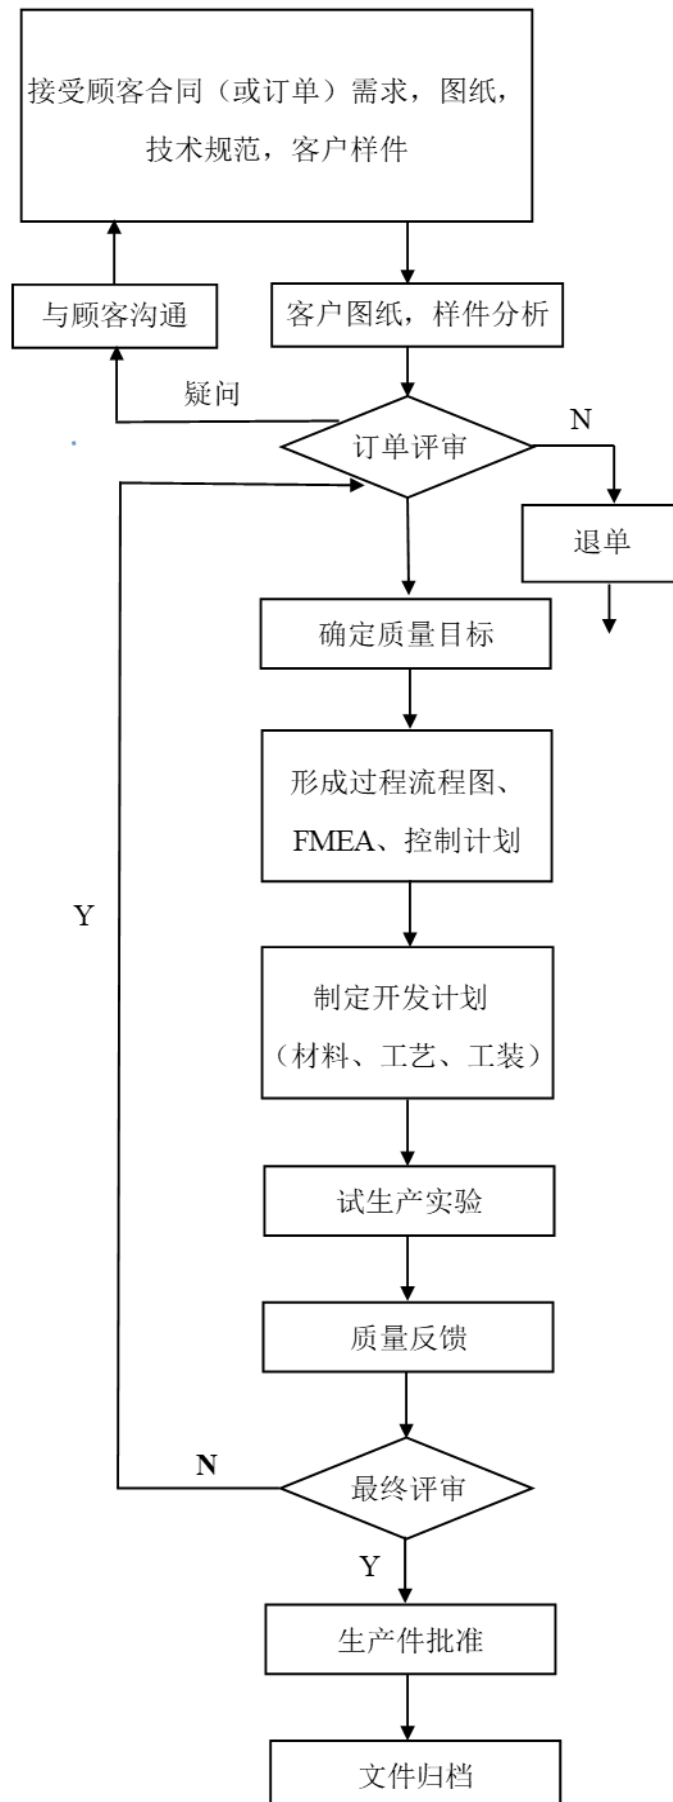 接受顾客合同（或订单）需求，图纸，
技术规范，客户样件
与顾客沟通
客户图纸，样件分析
疑问
订单评审
N
退单
确定质量目标
形成过程流程图、
FMEA、控制计划
Y
制定开发计划
（材料、工艺、工装）
试生产实验
质量反馈
N
最终评审
Y
生产件批准
文件归档